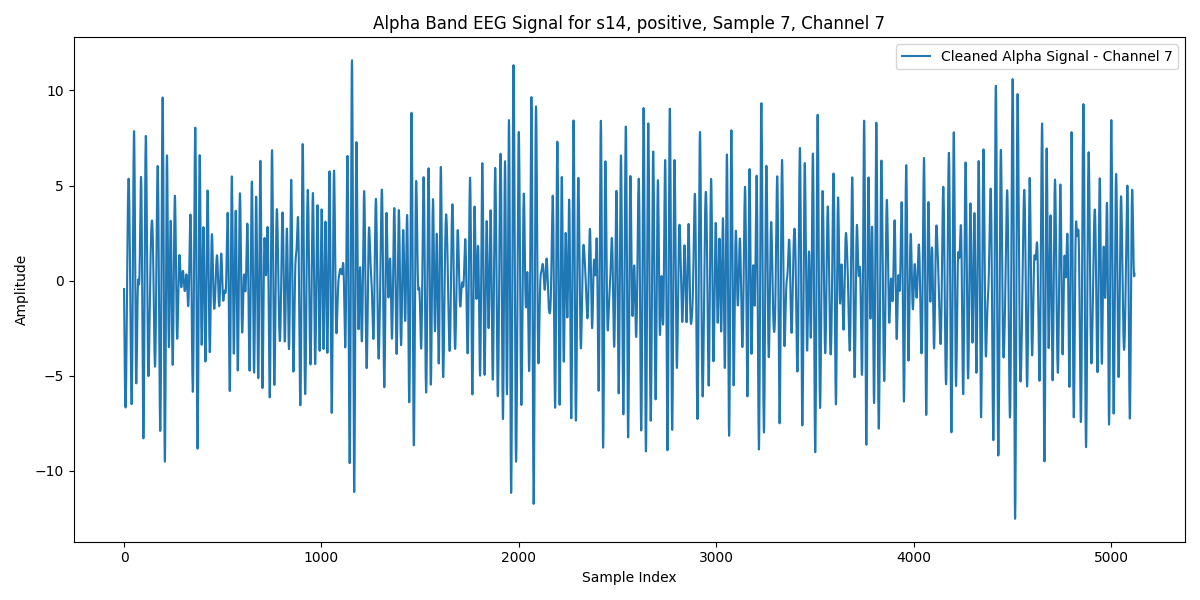 Alpha Band EEG Signal for s14, positive, Sample 7, Channel 7
Cleaned Alpha Signal - Channel 7
Amplitude
10
5
0
−5
−10
0 1000 2000 3000 4000 5000
Sample Index